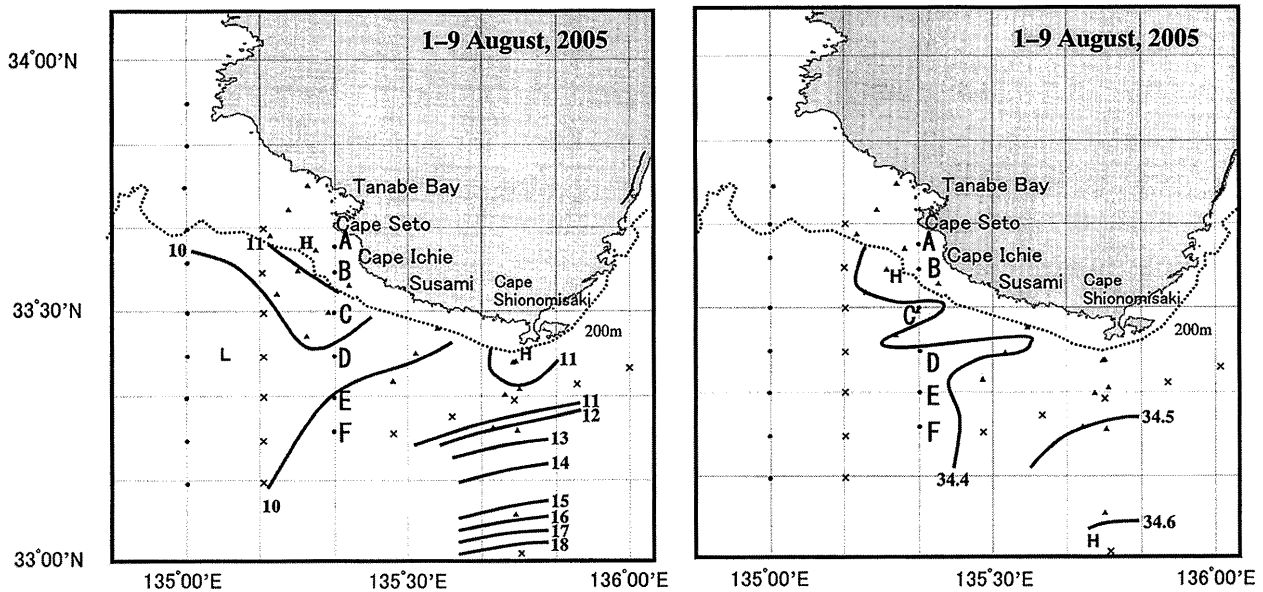 1–9 August, 2005
34°00'N
Tanabe Bay
Cape Seto
11
H
A
10
Cape Ichie
B
Susami
Cape
Shionomisaki
33°30'N
C
200m
L
D
H
11
E
11
12
F
13
14
10
15
16
17
18
33°00'N
135°00'E
135°30'E
136°00'E
1–9 August, 2005
Tanabe Bay
Cape Seto
A
Cape Ichie
B
H
Susami
Cape
Shionomisaki
C
200m
D
E
34.5
F
34.4
34.6
H
135°00'E
135°30'E
136°00'E